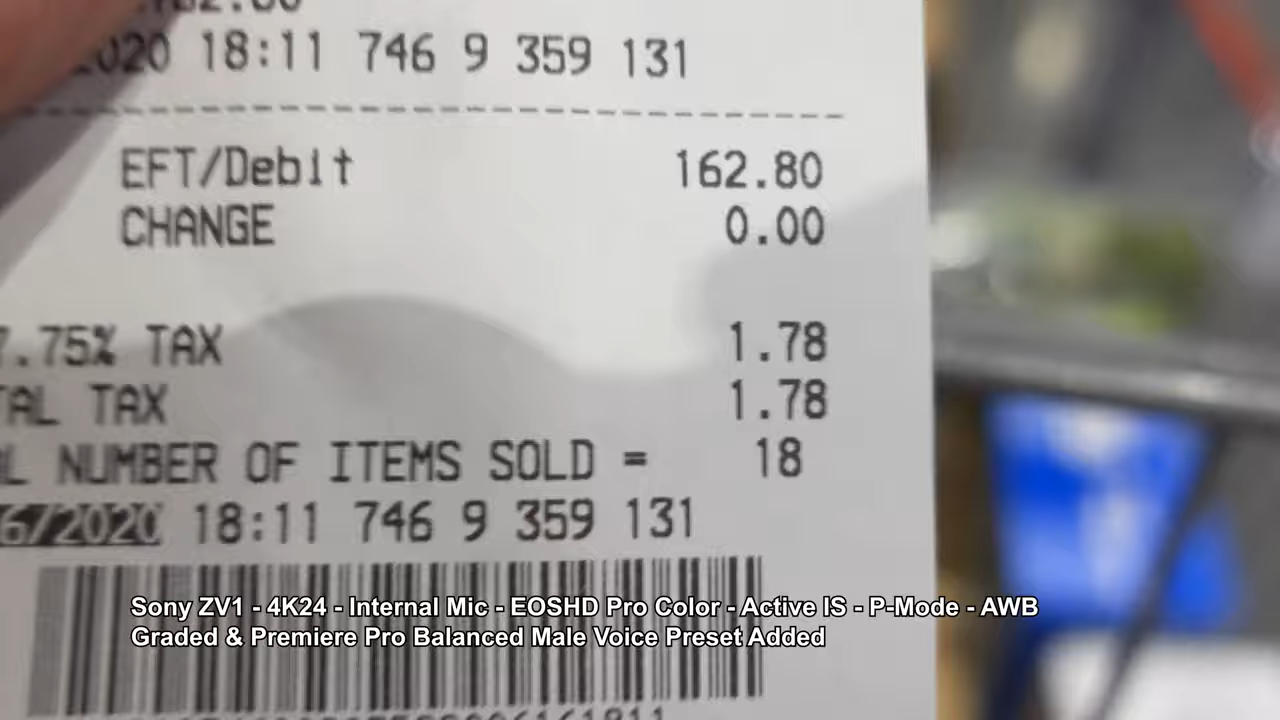 18:11 746 9 359 131
EFT/Debit 162.80
CHANGE 0.00
7.75% TAX 1.78
TAL TAX 1.78
L NUMBER OF ITEMS SOLD = 18
6/2020 18:11 746 9 359 131
Sony ZV1 - 4K24 - Internal Mic - EOSHD Pro Color - Active IS - P-Mode - AWB
Graded & Premiere Pro Balanced Male Voice Preset Added